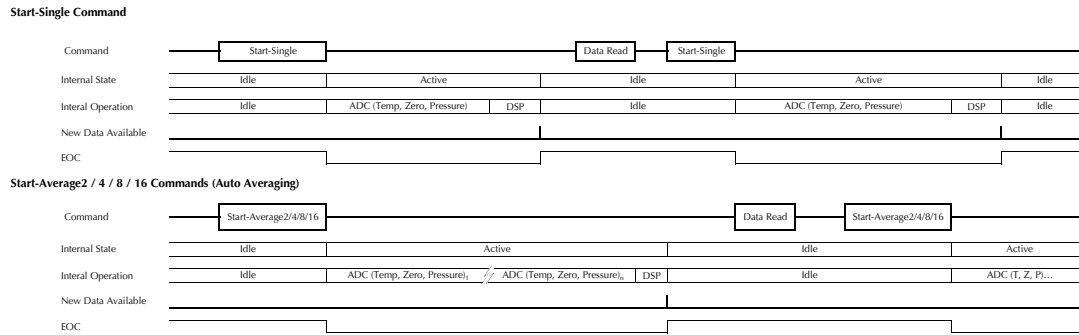 Start-Single Command
Command Start-Single Data Read Start-Single
Internal State Idle Active Idle Active Idle
Interal Operation Idle ADC (Temp, Zero, Pressure) DSP Idle ADC (Temp, Zero, Pressure) DSP Idle
New Data Available
EOC
Start-Average2 / 4 / 8 / 16 Commands (Auto Averaging)
Command Start-Average2/4/8/16 Data Read Start-Average2/4/8/16
Internal State Idle Active Idle Active
Interal Operation Idle ADC (Temp, Zero, Pressure)₁ ADC (Temp, Zero, Pressure)ₙ DSP Idle ADC (T, Z, P)...
New Data Available
EOC